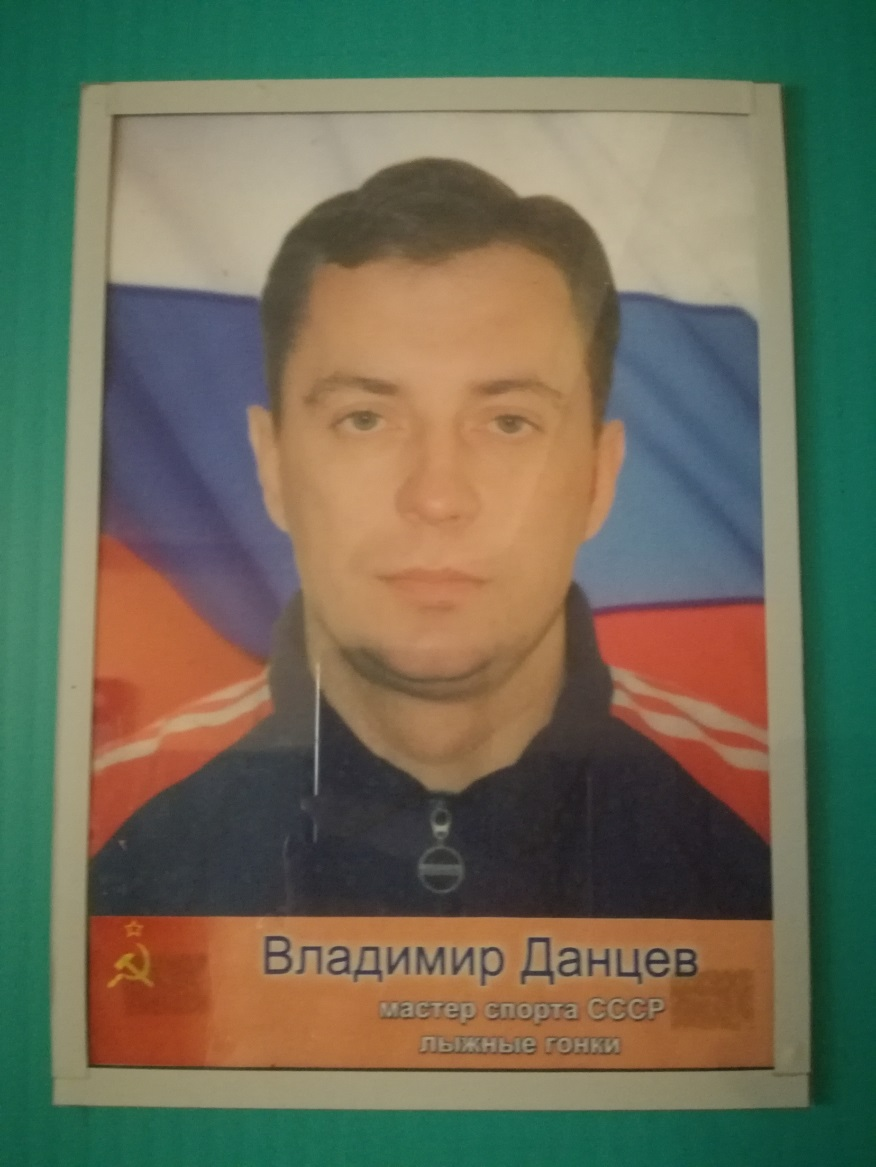 Владимир Данцев
мастер спорта СССР
лыжные гонки